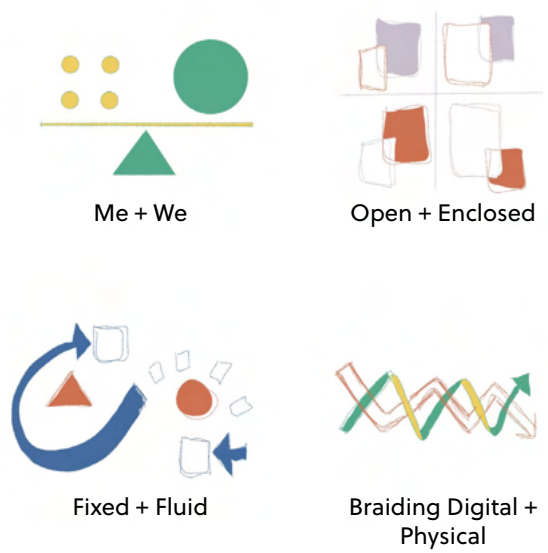 Me + We
Open + Enclosed
Fixed + Fluid
Braiding Digital +
Physical